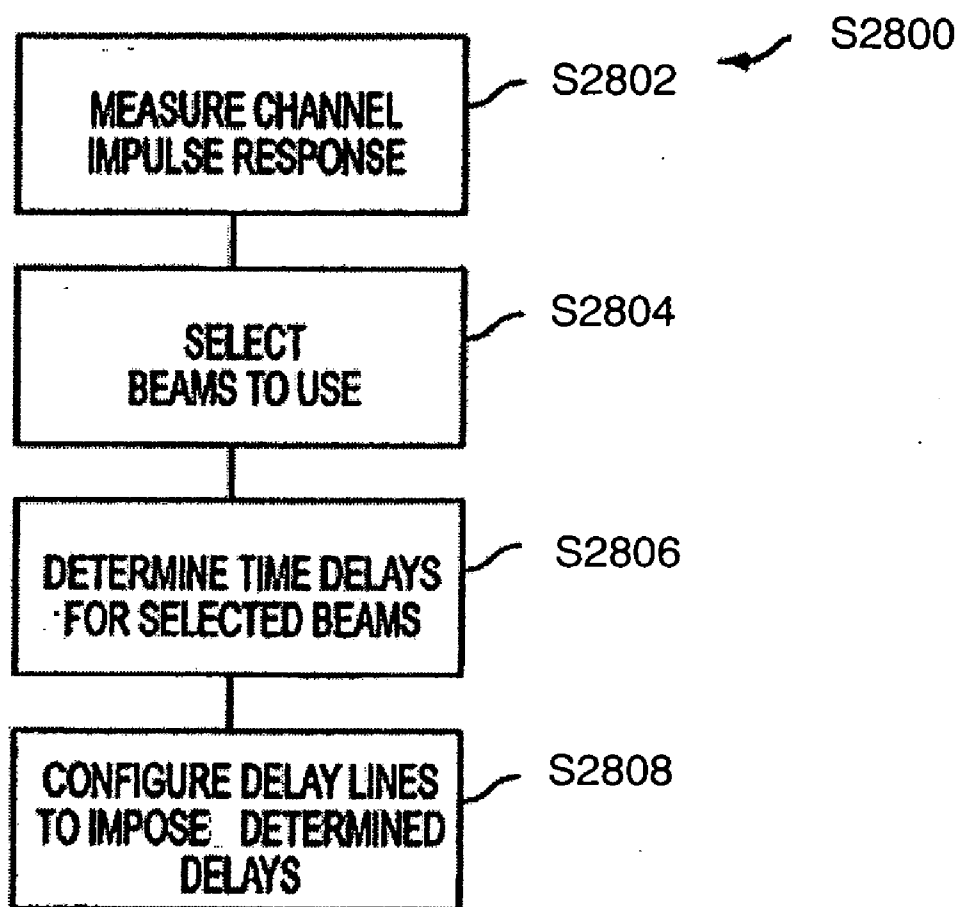 S2800
S2802
MEASURE CHANNEL
IMPULSE RESPONSE
S2804
SELECT
BEAMS TO USE
S2806
DETERMINE TIME DELAYS
FOR SELECTED BEAMS
S2808
CONFIGURE DELAY LINES
TO IMPOSE DETERMINED
DELAYS